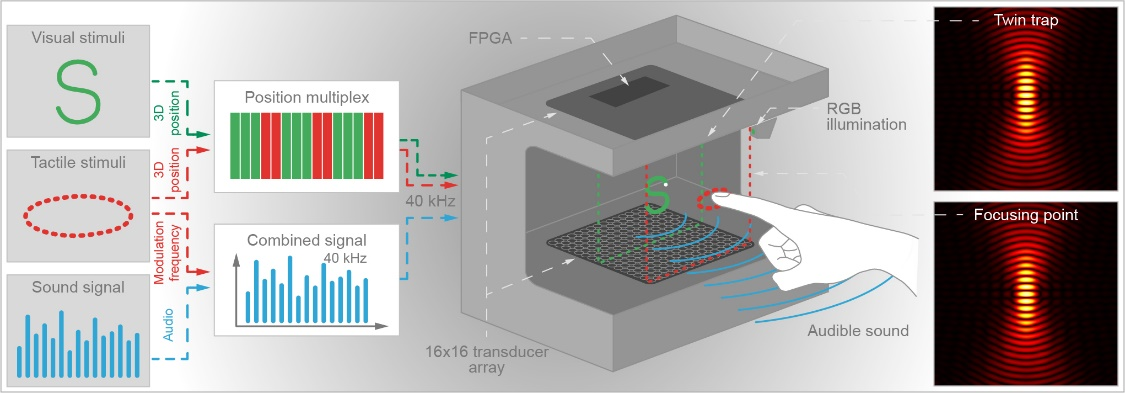 Visual stimuli
S
3D
position
Tactile stimuli
3D
position
Modulation
frequency
Sound signal
Audio
Position multiplex
Combined signal
40 kHz
40 kHz
FPGA
S
RGB
illumination
16x16 transducer
array
Audible sound
Twin trap
Focusing point